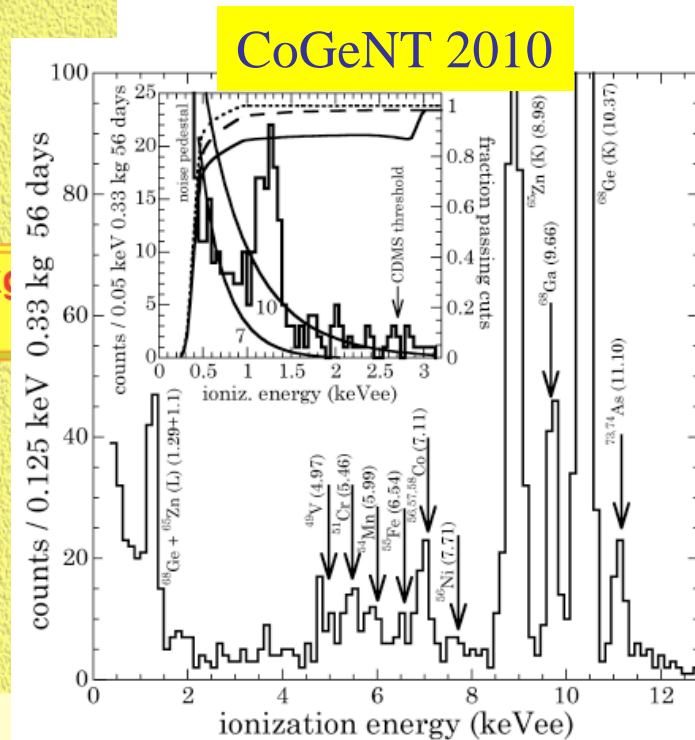 CoGeNT 2010
counts / 0.125 keV 0.33 kg 56 days
100
80
60
40
20
0
0
2
4
6
8
10
12
ionization energy (keVee)
counts / 0.05 keV 0.33 kg 56 days
25
20
15
10
5
0
0
0.5
1
1.5
2
2.5
3
ioniz. energy (keVee)
fraction passing cuts
1
0.8
0.6
0.4
0.2
0
noise pedestal
CDMS threshold
7
10
⁶⁸Ge + ⁶⁵Zn (L) (1.29+1.1)
⁴⁹V (4.97)
⁵¹Cr (5.46)
⁵⁴Mn (5.99)
⁵⁵Fe (6.54)
⁵⁶,⁵⁷,⁵⁸Co (7.11)
⁵⁶Ni (7.71)
⁶⁵Zn (K) (8.98)
⁶⁸Ga (9.66)
⁶⁸Ge (K) (10.37)
⁷³,⁷⁴As (11.10)